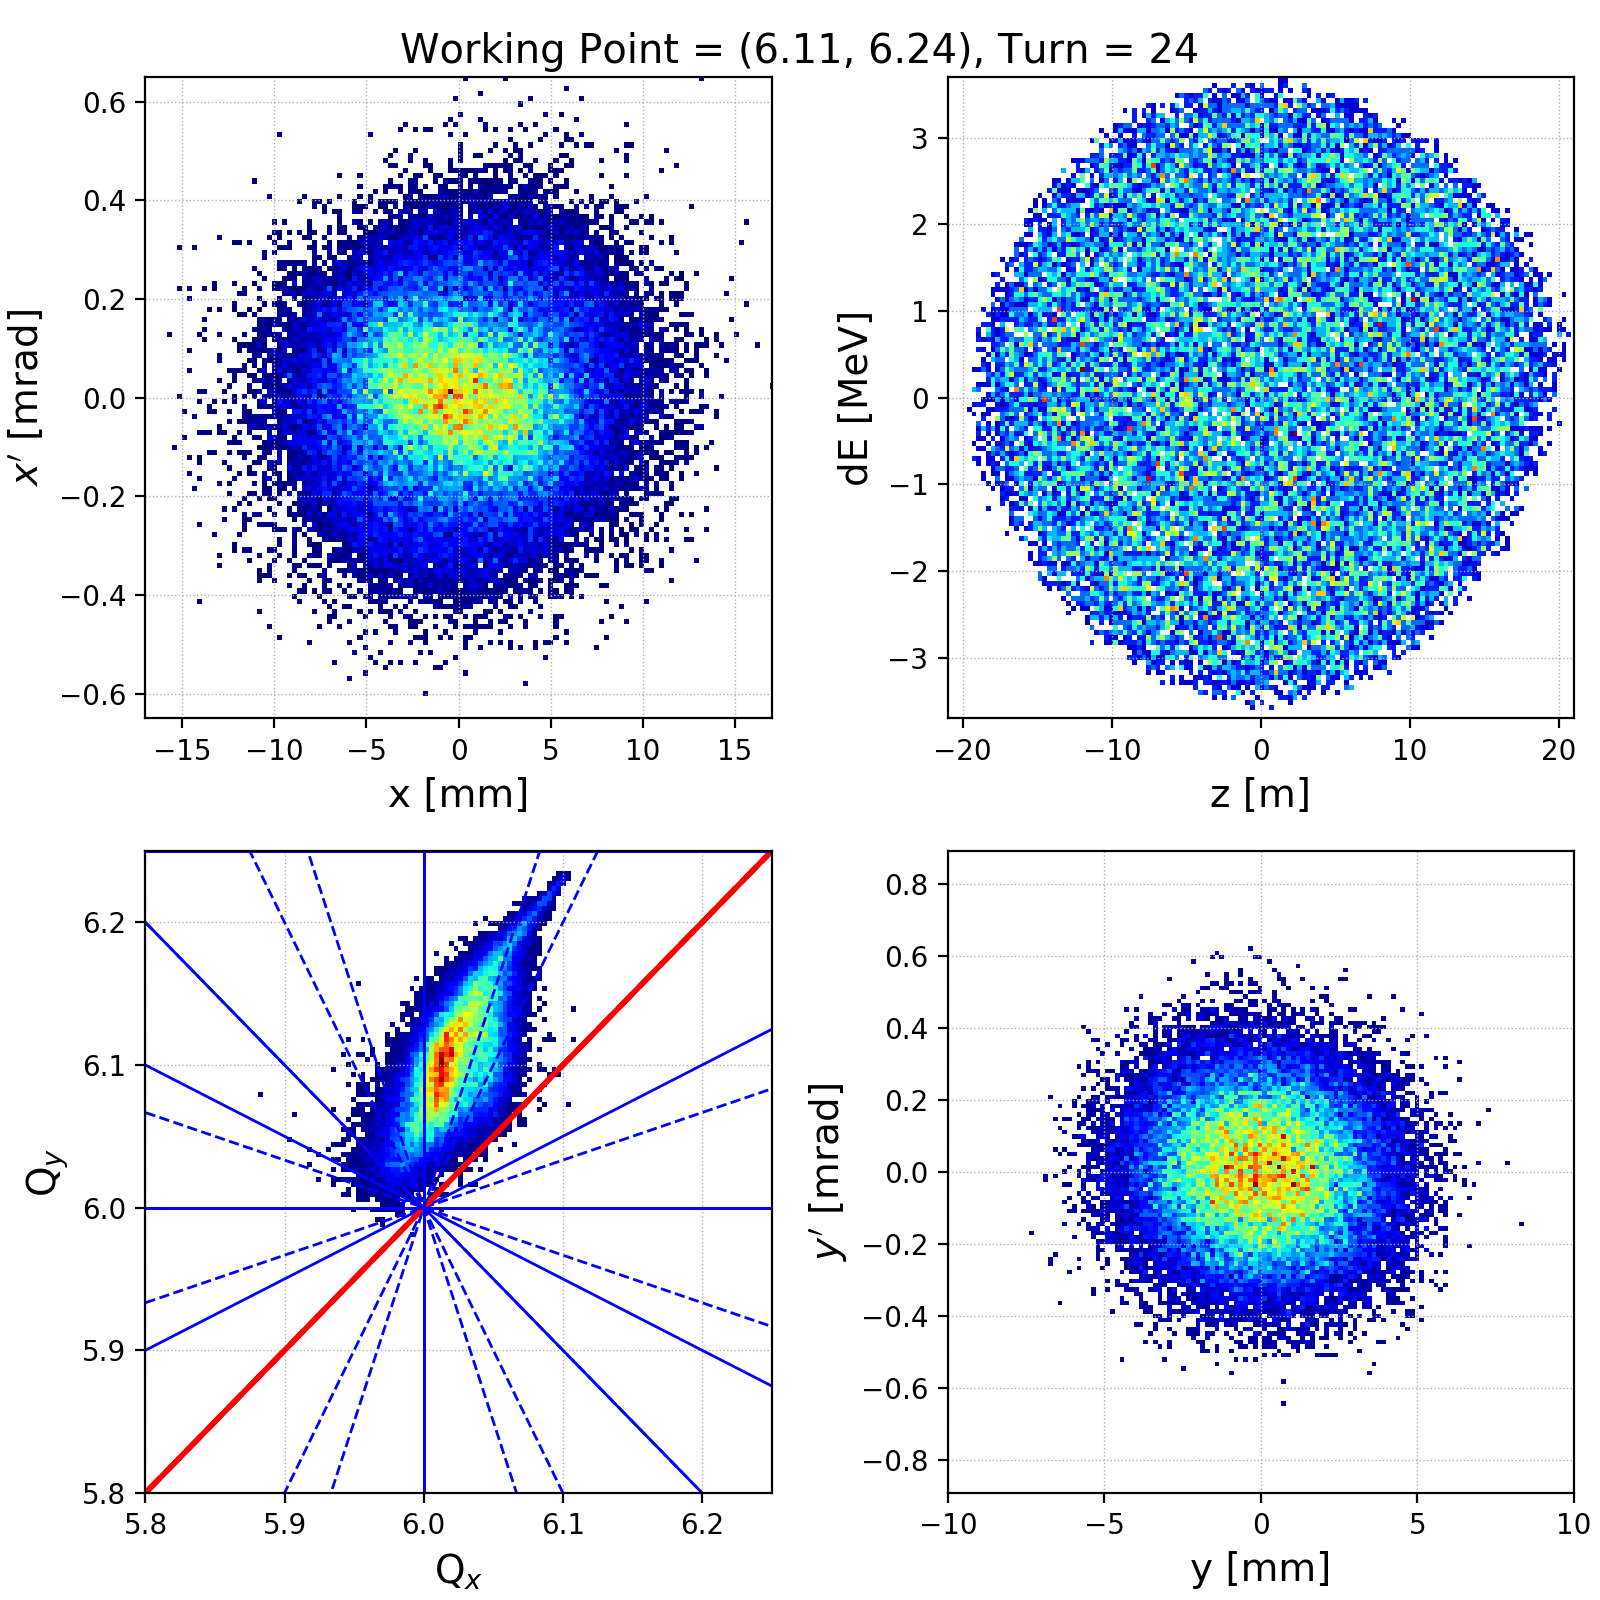 Working Point = (6.11, 6.24), Turn = 24
0.6
0.4
0.2
0.0
−0.2
−0.4
−0.6
x′ [mrad]
−15 −10 −5 0 5 10 15
x [mm]
3
2
1
0
−1
−2
−3
dE [MeV]
−20 −10 0 10 20
z [m]
6.2
6.1
6.0
5.9
5.8
Qy
5.8 5.9 6.0 6.1 6.2
Qx
0.8
0.6
0.4
0.2
0.0
−0.2
−0.4
−0.6
−0.8
y′ [mrad]
−10 −5 0 5 10
y [mm]